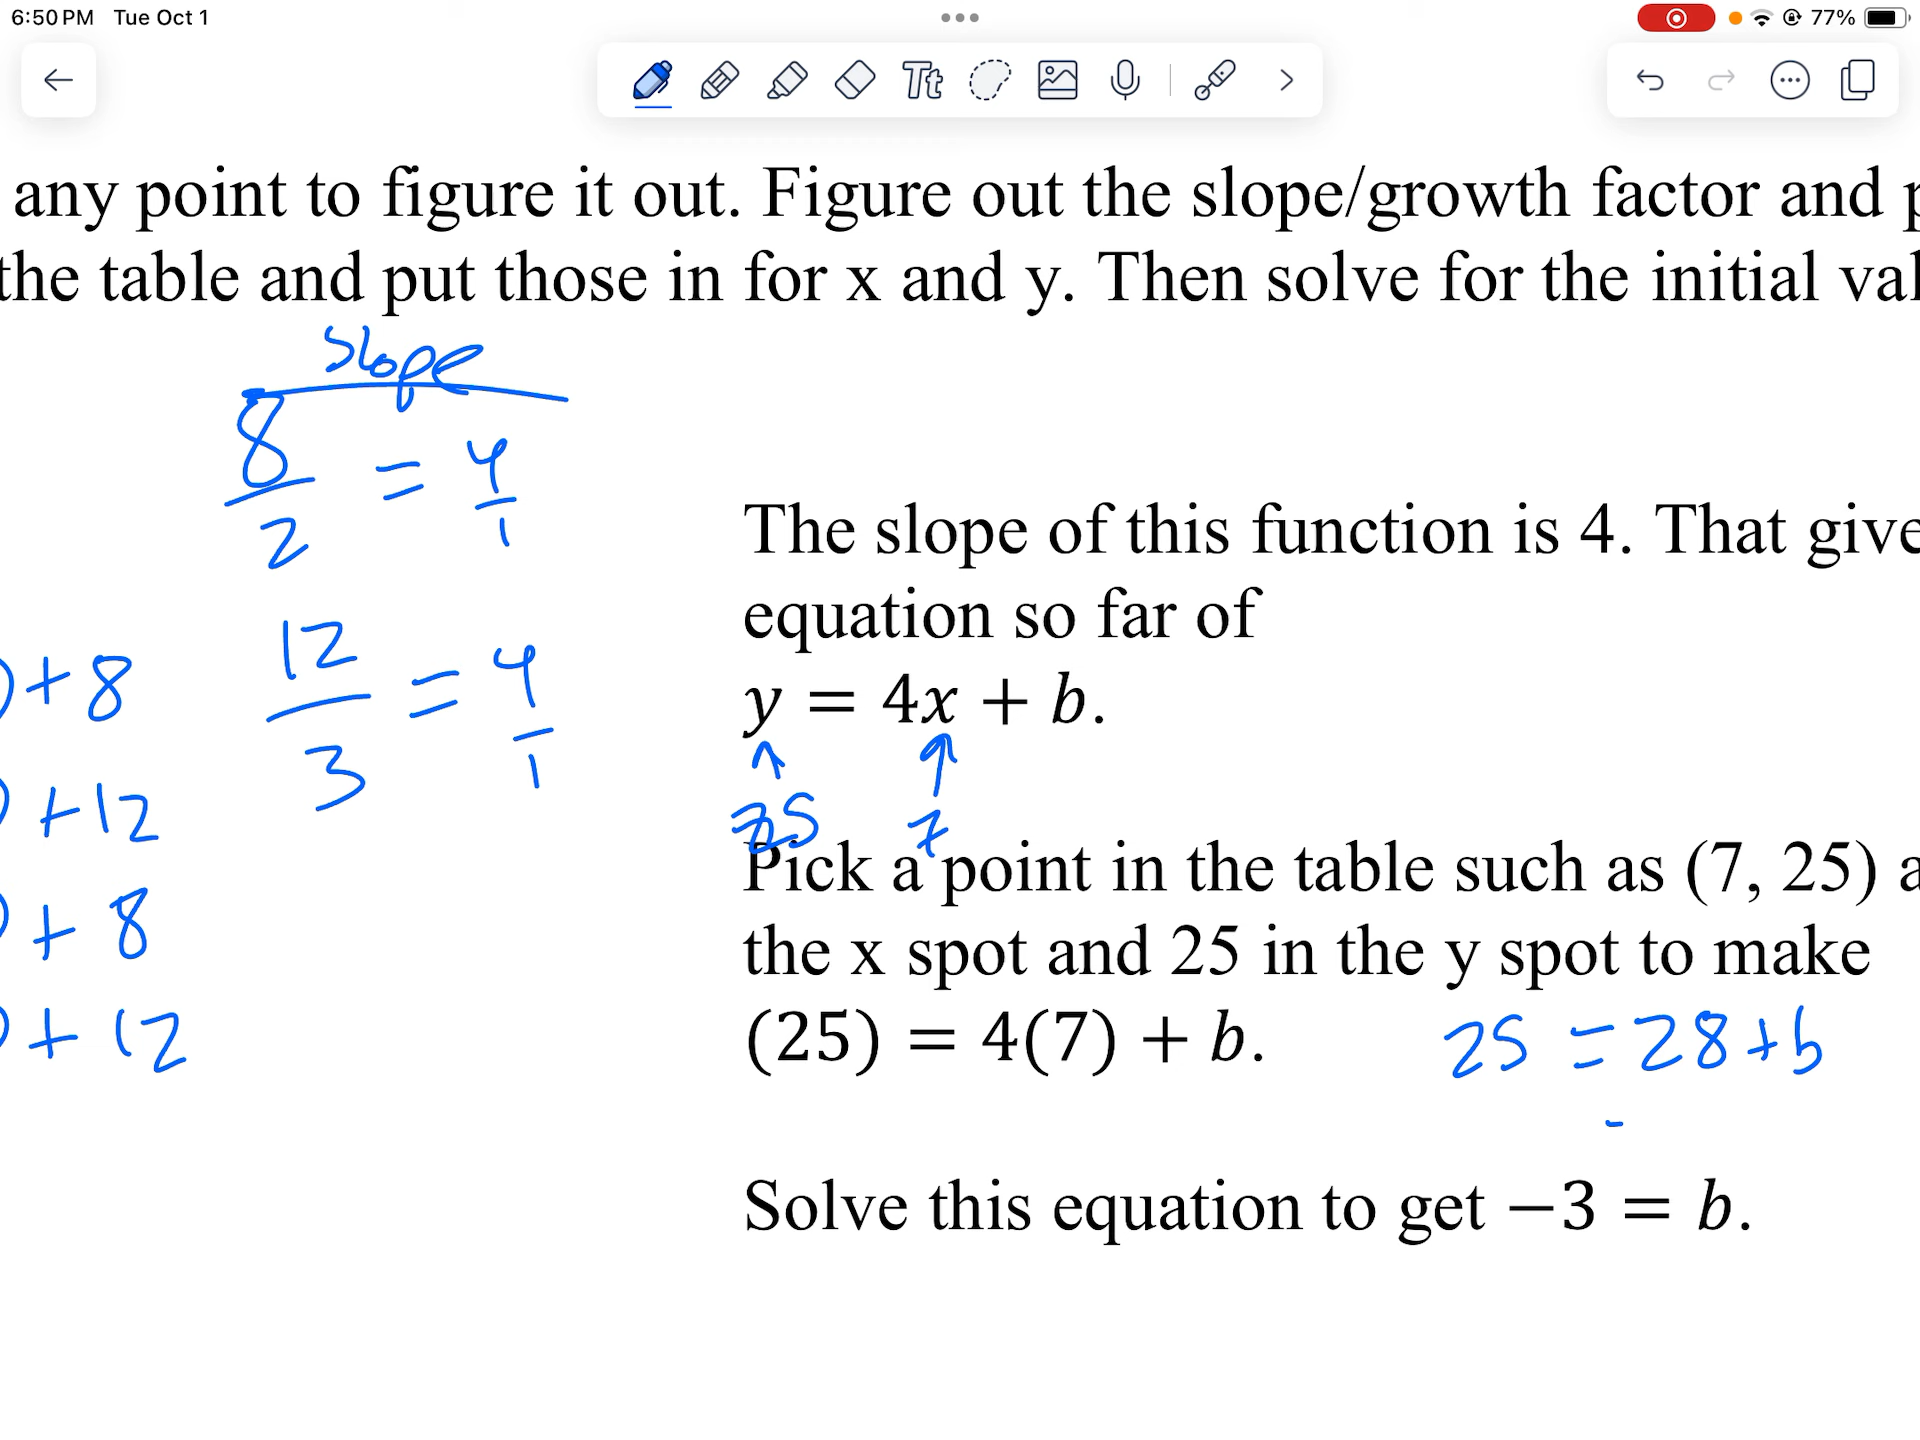 6:50 PM Tue Oct 1
77%
Tt
any point to figure it out. Figure out the slope/growth factor and p
the table and put those in for x and y. Then solve for the initial val
slope
8/2 = 4/1
12/3 = 4/1
)+8
)+12
)+8
)+12
The slope of this function is 4. That give
equation so far of
y = 4x + b.
25 7
Pick a point in the table such as (7, 25) a
the x spot and 25 in the y spot to make
(25) = 4(7) + b.
25 = 28+b
-
Solve this equation to get −3 = b.